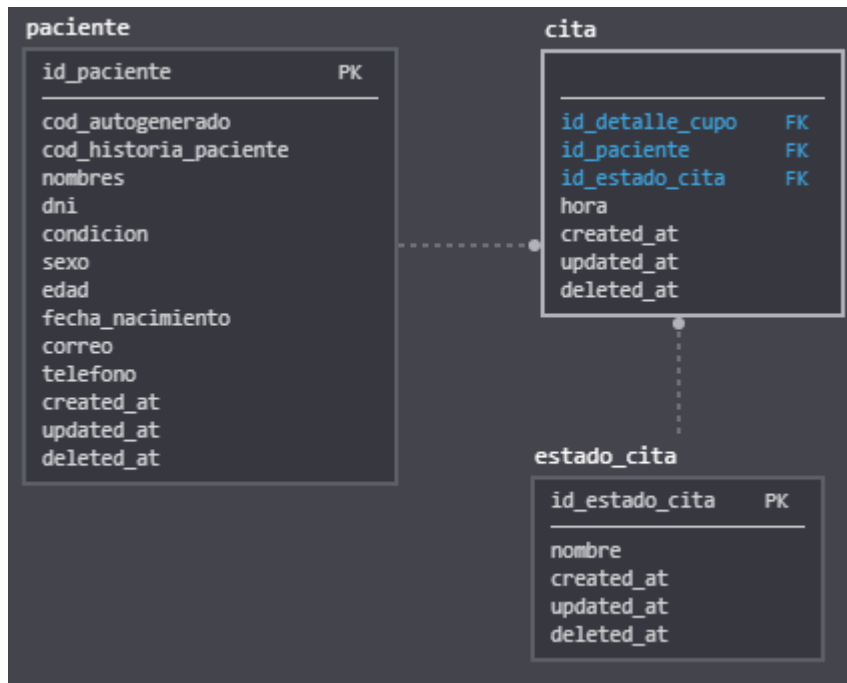 paciente
id_paciente PK
cod_autogenerado
cod_historia_paciente
nombres
dni
condicion
sexo
edad
fecha_nacimiento
correo
telefono
created_at
updated_at
deleted_at
cita
id_detalle_cupo FK
id_paciente FK
id_estado_cita FK
hora
created_at
updated_at
deleted_at
estado_cita
id_estado_cita PK
nombre
created_at
updated_at
deleted_at